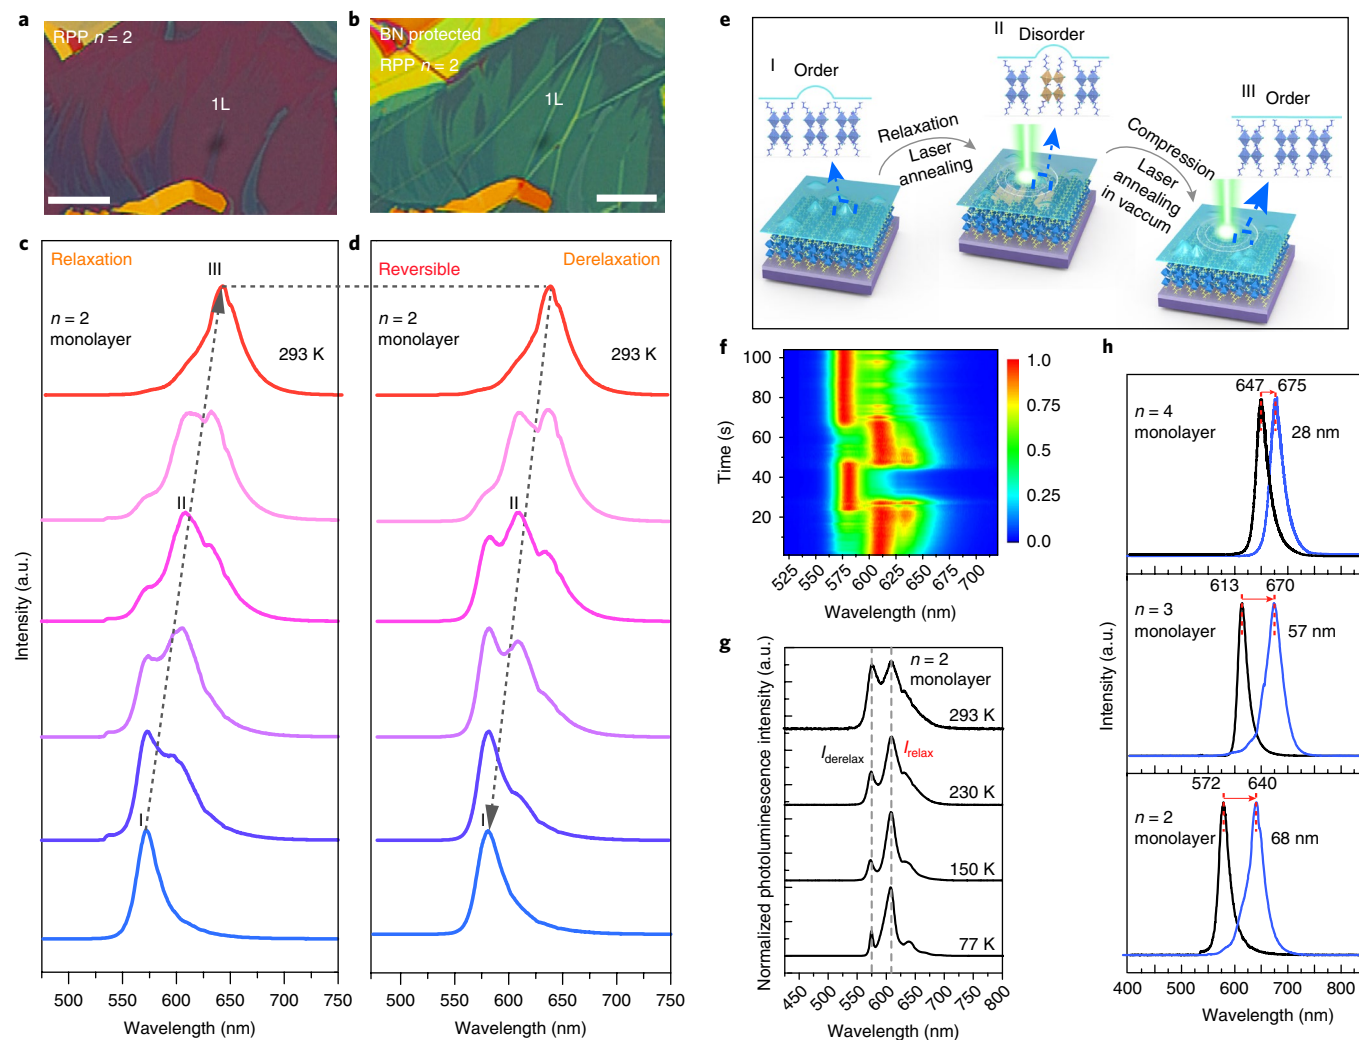 a
RPP n = 2
1L
b
BN protected
RPP n = 2
1L
c
Relaxation
III
n = 2
monolayer
293 K
II
I
Intensity (a.u.)
500 550 600 650 700 750
Wavelength (nm)
d
Reversible
Derelaxation
n = 2
monolayer
293 K
II
I
500 550 600 650 700 750
Wavelength (nm)
e
I
Order
Relaxation
Laser
annealing
II
Disorder
Compression
Laser
annealing
in vaccum
III
Order
f
100
80
60
40
20
Time (s)
525 550 575 600 625 650 675 700
Wavelength (nm)
1.0
0.75
0.50
0.25
0.0
g
n = 2
monolayer
293 K
Iderelax
Irelax
230 K
150 K
77 K
Normalized photoluminescence intensity (a.u.)
450 500 550 600 650 700 750 800
Wavelength (nm)
h
647 675
n = 4
monolayer
28 nm
613 670
n = 3
monolayer
57 nm
572 640
n = 2
monolayer
68 nm
Intensity (a.u.)
400 500 600 700 800
Wavelength (nm)